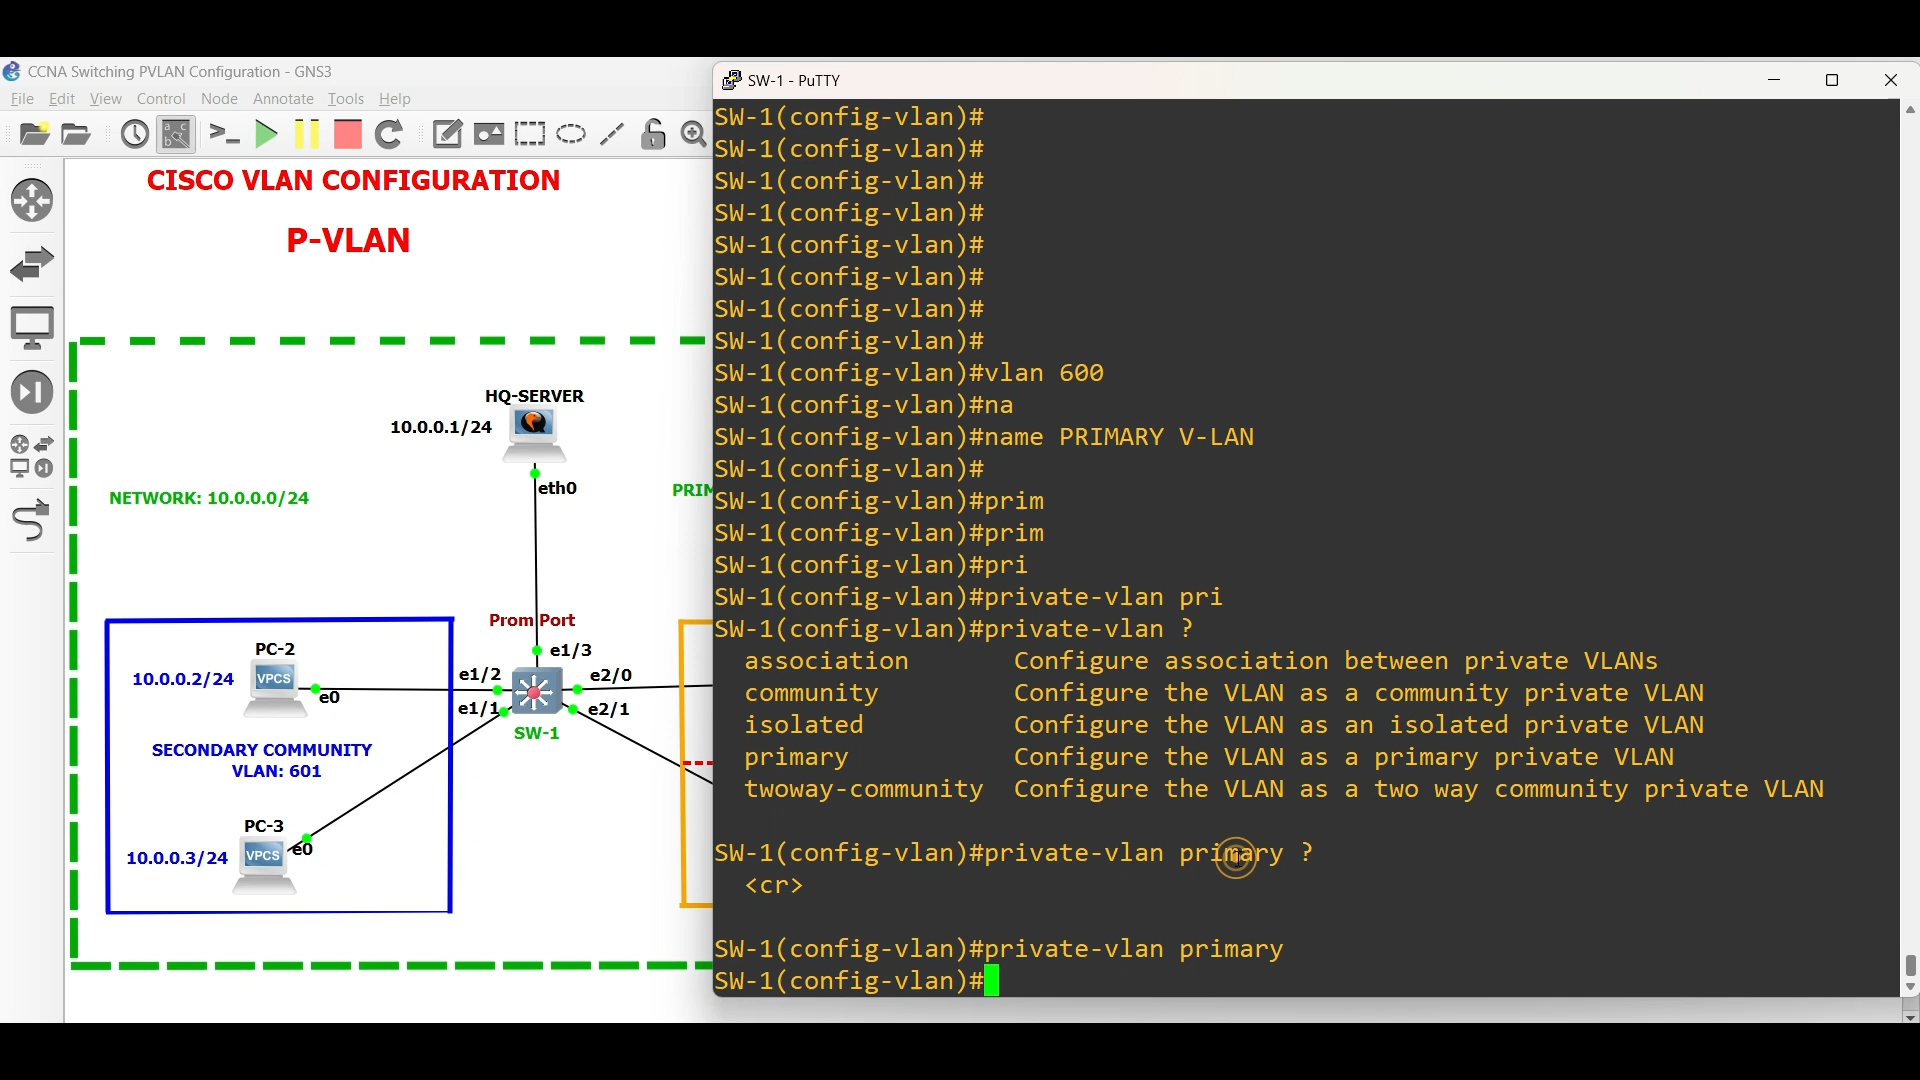 CCNA Switching PVLAN Configuration - GNS3
File Edit View Control Node Annotate Tools Help
CISCO VLAN CONFIGURATION
P-VLAN
HQ-SERVER
10.0.0.1/24
eth0
NETWORK: 10.0.0.0/24
PRIM
Prom Port
e1/3
PC-2
10.0.0.2/24
VPCS
e0
e1/2
e2/0
e1/1
e2/1
SW-1
SECONDARY COMMUNITY
VLAN: 601
PC-3
10.0.0.3/24
VPCS
e0
SW-1 - PuTTY
SW-1(config-vlan)#
SW-1(config-vlan)#
SW-1(config-vlan)#
SW-1(config-vlan)#
SW-1(config-vlan)#
SW-1(config-vlan)#
SW-1(config-vlan)#
SW-1(config-vlan)#
SW-1(config-vlan)#vlan 600
SW-1(config-vlan)#na
SW-1(config-vlan)#name PRIMARY V-LAN
SW-1(config-vlan)#
SW-1(config-vlan)#prim
SW-1(config-vlan)#prim
SW-1(config-vlan)#pri
SW-1(config-vlan)#private-vlan pri
SW-1(config-vlan)#private-vlan ?
association Configure association between private VLANs
community Configure the VLAN as a community private VLAN
isolated Configure the VLAN as an isolated private VLAN
primary Configure the VLAN as a primary private VLAN
twoway-community Configure the VLAN as a two way community private VLAN
SW-1(config-vlan)#private-vlan primary ?
<cr>
SW-1(config-vlan)#private-vlan primary
SW-1(config-vlan)#